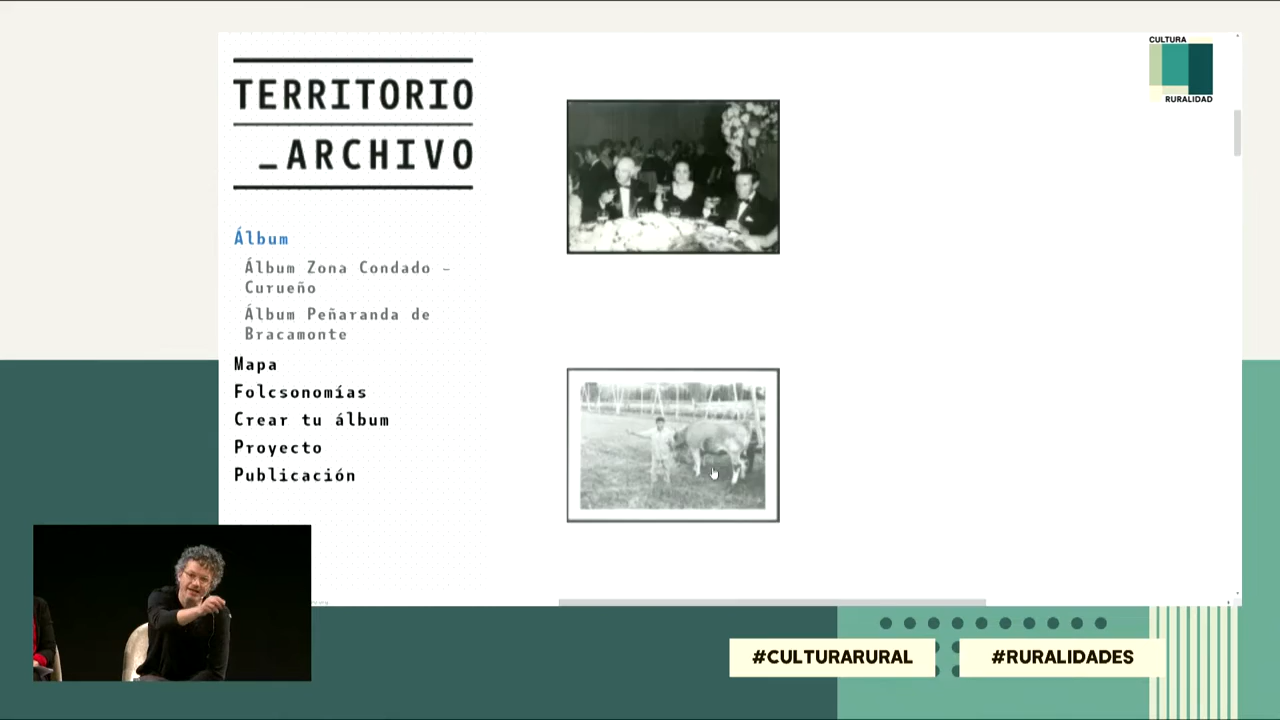 CULTURA
RURALIDAD
TERRITORIO
_ARCHIVO
Álbum
Álbum Zona Condado -
Curueño
Álbum Peñaranda de
Bracamonte
Mapa
Folcsonomías
Crear tu álbum
Proyecto
Publicación
#CULTURARURAL
#RURALIDADES